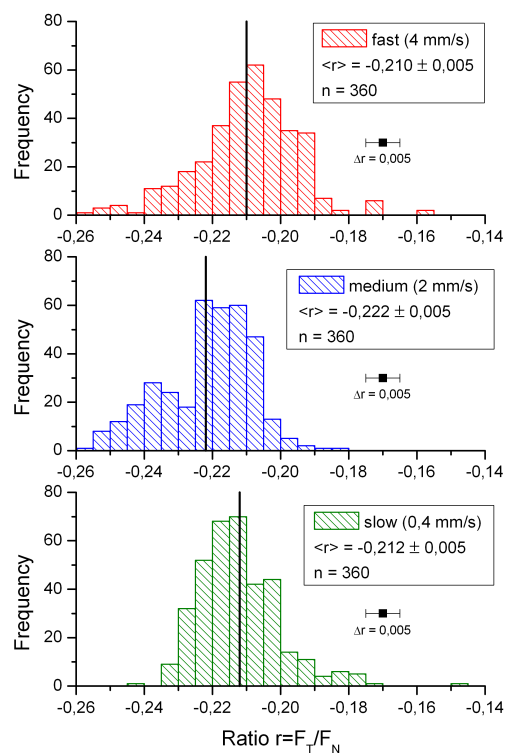 80
60
40
20
0
Frequency
fast (4 mm/s)
<r> = -0,210 ± 0,005
n = 360
Δr = 0,005
-0,26 -0,24 -0,22 -0,20 -0,18 -0,16 -0,14
80
60
40
20
0
Frequency
medium (2 mm/s)
<r> = -0,222 ± 0,005
n = 360
Δr = 0,005
-0,26 -0,24 -0,22 -0,20 -0,18 -0,16 -0,14
80
60
40
20
0
Frequency
slow (0,4 mm/s)
<r> = -0,212 ± 0,005
n = 360
Δr = 0,005
-0,26 -0,24 -0,22 -0,20 -0,18 -0,16 -0,14
Ratio r=F_T/F_N